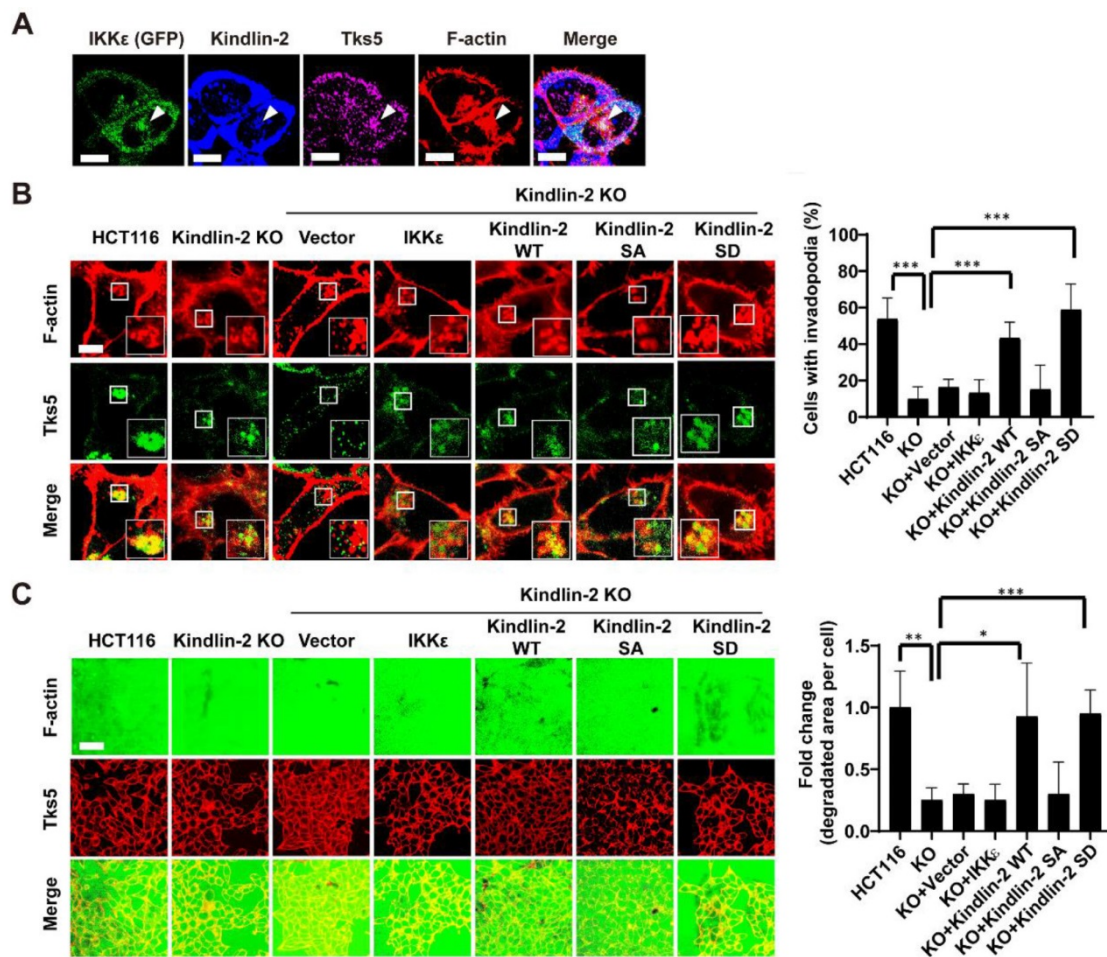 A
IKKε (GFP) Kindlin-2 Tks5 F-actin Merge
B
Kindlin-2 KO
HCT116 Kindlin-2 KO Vector IKKε Kindlin-2 WT Kindlin-2 SA Kindlin-2 SD
F-actin
Tks5
Merge
Cells with invadopodia (%)
100
80
60
40
20
0
***
***
***
HCT116
KO
KO+Vector
KO+IKKε
KO+Kindlin-2 WT
KO+Kindlin-2 SA
KO+Kindlin-2 SD
C
Kindlin-2 KO
HCT116 Kindlin-2 KO Vector IKKε Kindlin-2 WT Kindlin-2 SA Kindlin-2 SD
F-actin
Tks5
Merge
Fold change
(degradated area per cell)
1.5
1.0
0.5
0.0
***
**
*
HCT116
KO
KO+Vector
KO+IKKε
KO+Kindlin-2 WT
KO+Kindlin-2 SA
KO+Kindlin-2 SD